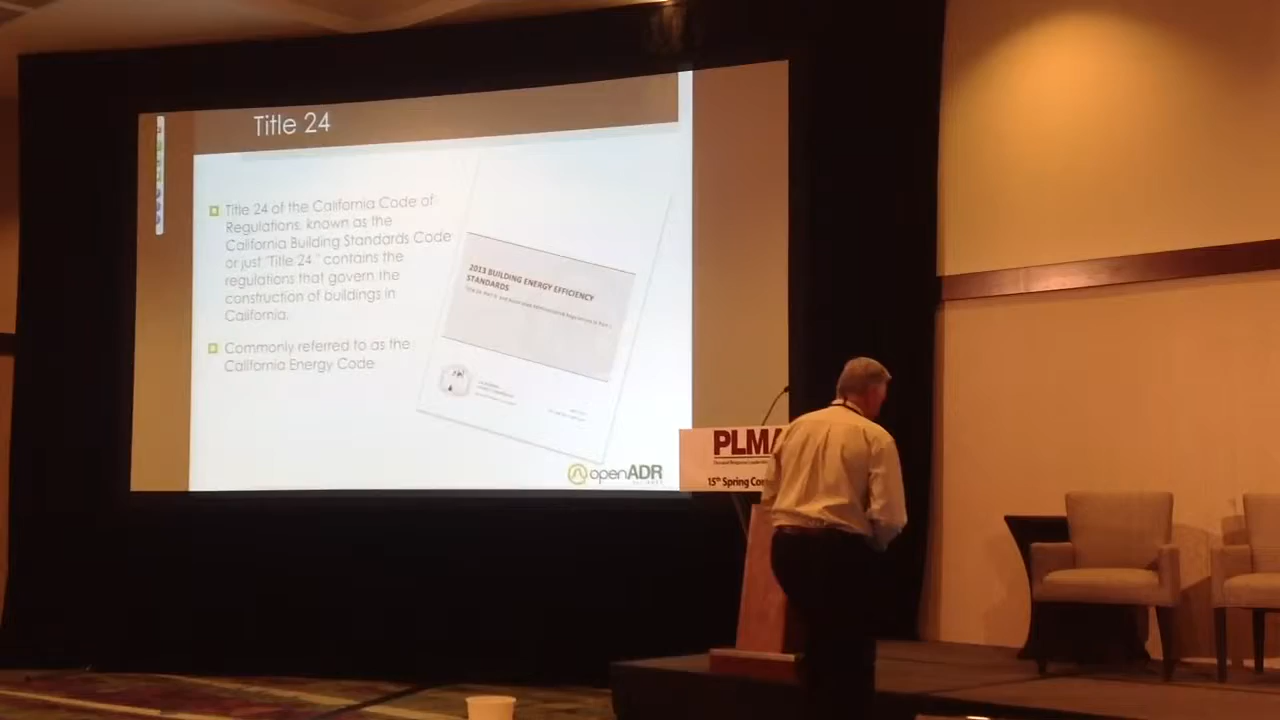 Title 24
Title 24 of the California Code of
Regulations, known as the
California Building Standards Code
or just "Title 24," contains the
regulations that govern the
construction of buildings in
California.
Commonly referred to as the
California Energy Code
2013 BUILDING ENERGY EFFICIENCY
STANDARDS
openADR
PLMA
15th Spring Con